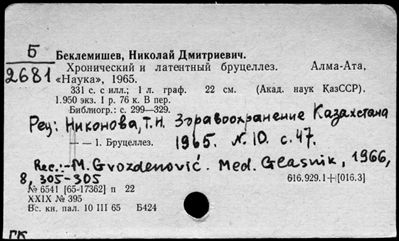 Б
2681
Беклемишев, Николай Дмитриевич.
Хронический и латентный бруцеллез. Алма-Ата,
«Наука», 1965.
331 с. с илл.; 1 л. граф. 22 см. (Акад. наук КазССР).
1.950 экз. 1 р. 76 к. В пер.
Библиогр.: с. 299—329.
Рец: Никонова, Т.Н. Здравоохранение Казахстана
— — 1. Бруцеллез. 1965. N. 10. с. 47.
Rec.:-M. Gvozdenović. Med. Glasnik, 1966,
8, 305-305
616.929.1+[016.3]
№ 6541 [65-17362] п 22
XXIX № 395
Вс. кн. пал. 10 III 65 Б424
ГК